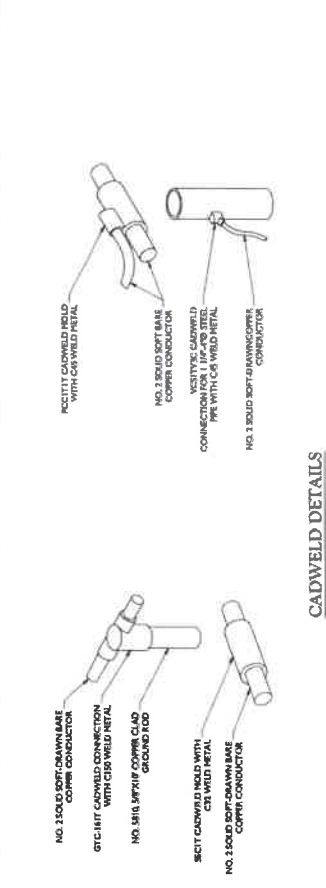 NO. 2 SOLID SOFT-DRAWN BARE
COPPER CONDUCTOR
GTC-161T CADWELD CONNECTION
WITH C150 WELD METAL
NO. 5810, 5/8"X10' COPPER CLAD
GROUND ROD
SSC1T CADWELD MOLD WITH
C32 WELD METAL
NO. 2 SOLID SOFT-DRAWN BARE
COPPER CONDUCTOR
PCC1T1T CADWELD MOLD
WITH C45 WELD METAL
NO. 2 SOLID SOFT BARE
COPPER CONDUCTOR
CADWELD
CONNECTION FOR 1 1/4"-4"Ø STEEL
PIPE WITH C45 WELD METAL
NO. 2 SOLID SOFT-DRAWN COPPER
CONDUCTOR
CADWELD DETAILS